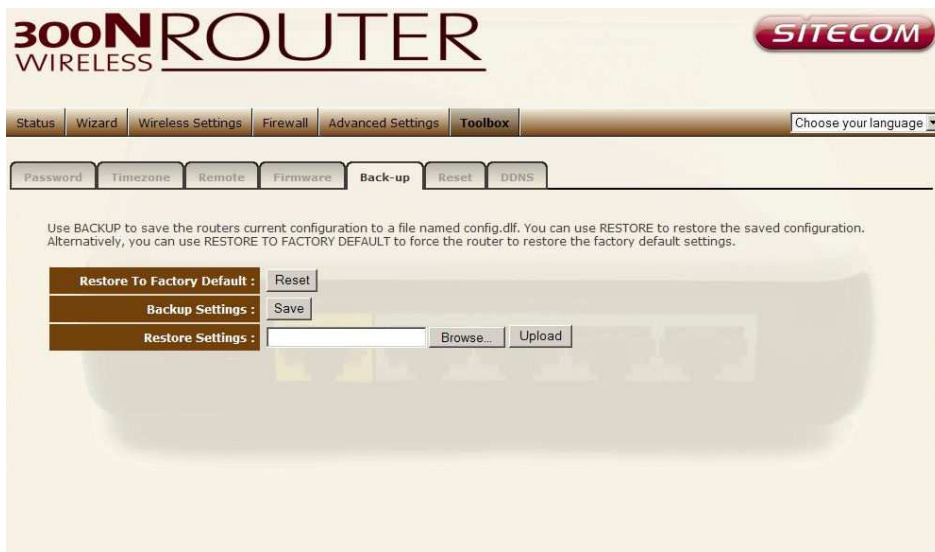 300N ROUTER
WIRELESS
SITECOM
Status Wizard Wireless Settings Firewall Advanced Settings Toolbox Choose your language
Password Timezone Remote Firmware Back-up Reset DDNS
Use BACKUP to save the routers current configuration to a file named config.dlf. You can use RESTORE to restore the saved configuration.
Alternatively, you can use RESTORE TO FACTORY DEFAULT to force the router to restore the factory default settings.
Restore To Factory Default : Reset
Backup Settings : Save
Restore Settings : Browse... Upload